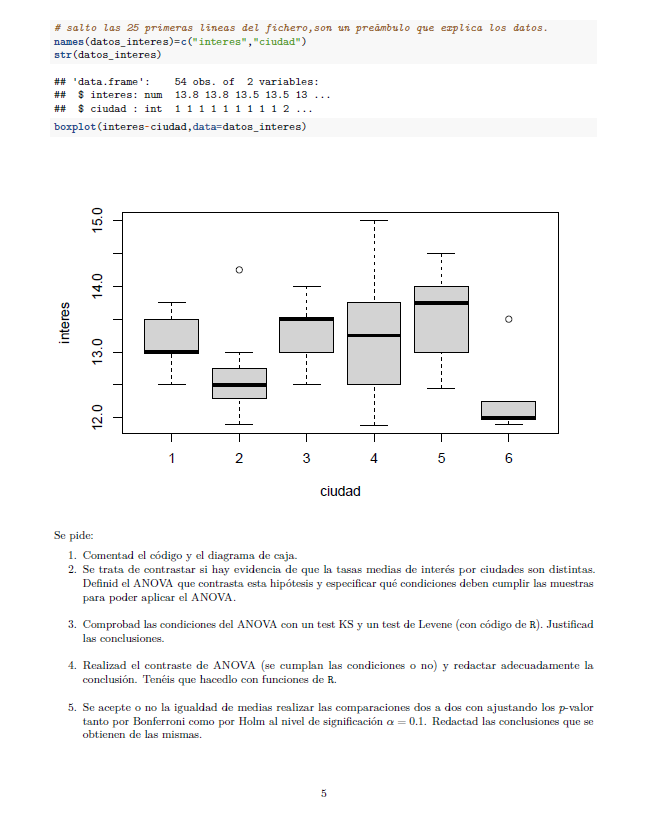 # salto las 25 primeras lineas del fichero,son un preámbulo que explica los datos.
names(datos_interes)=c("interes","ciudad")
str(datos_interes)
## 'data.frame':    54 obs. of  2 variables:
##  $ interes: num  13.8 13.8 13.5 13.5 13 ...
##  $ ciudad : int  1 1 1 1 1 1 1 1 1 2 ...
boxplot(interes~ciudad,data=datos_interes)
15.0
14.0
13.0
12.0
interes
1 2 3 4 5 6
ciudad
Se pide:
1. Comentad el código y el diagrama de caja.
2. Se trata de contrastar si hay evidencia de que la tasas medias de interés por ciudades son distintas.
Definid el ANOVA que contrasta esta hipótesis y especificar qué condiciones deben cumplir las muestras
para poder aplicar el ANOVA.
3. Comprobad las condiciones del ANOVA con un test KS y un test de Levene (con código de R). Justificad
las conclusiones.
4. Realizad el contraste de ANOVA (se cumplan las condiciones o no) y redactar adecuadamente la
conclusión. Tenéis que hacedlo con funciones de R.
5. Se acepte o no la igualdad de medias realizar las comparaciones dos a dos con ajustando los p-valor
tanto por Bonferroni como por Holm al nivel de significación α = 0.1. Redactad las conclusiones que se
obtienen de las mismas.
5